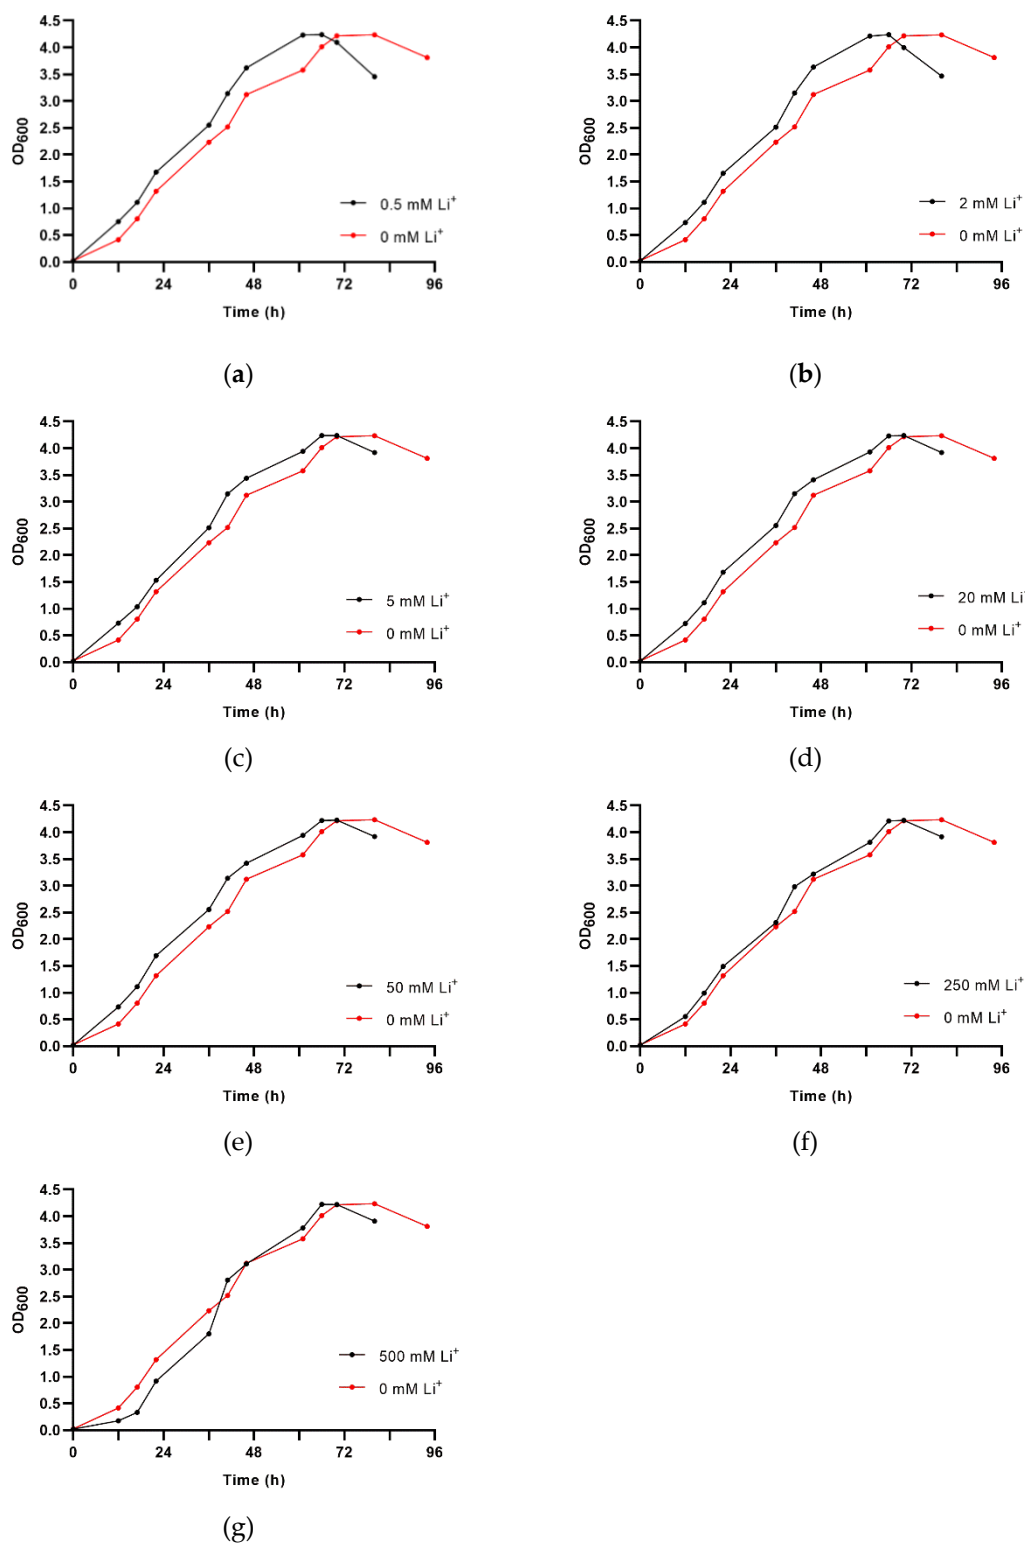 4.5
4.0
3.5
3.0
2.5
2.0
1.5
1.0
0.5
0.0
OD600
0.5 mM Li+
0 mM Li+
0 24 48 72 96
Time (h)
(a)
4.5
4.0
3.5
3.0
2.5
2.0
1.5
1.0
0.5
0.0
OD600
2 mM Li+
0 mM Li+
0 24 48 72 96
Time (h)
(b)
4.5
4.0
3.5
3.0
2.5
2.0
1.5
1.0
0.5
0.0
OD600
5 mM Li+
0 mM Li+
0 24 48 72 96
Time (h)
(c)
4.5
4.0
3.5
3.0
2.5
2.0
1.5
1.0
0.5
0.0
OD600
20 mM Li
0 mM Li+
0 24 48 72 96
Time (h)
(d)
4.5
4.0
3.5
3.0
2.5
2.0
1.5
1.0
0.5
0.0
OD600
50 mM Li+
0 mM Li+
0 24 48 72 96
Time (h)
(e)
4.5
4.0
3.5
3.0
2.5
2.0
1.5
1.0
0.5
0.0
OD600
250 mM Li+
0 mM Li+
0 24 48 72 96
Time (h)
(f)
4.5
4.0
3.5
3.0
2.5
2.0
1.5
1.0
0.5
0.0
OD600
500 mM Li+
0 mM Li+
0 24 48 72 96
Time (h)
(g)